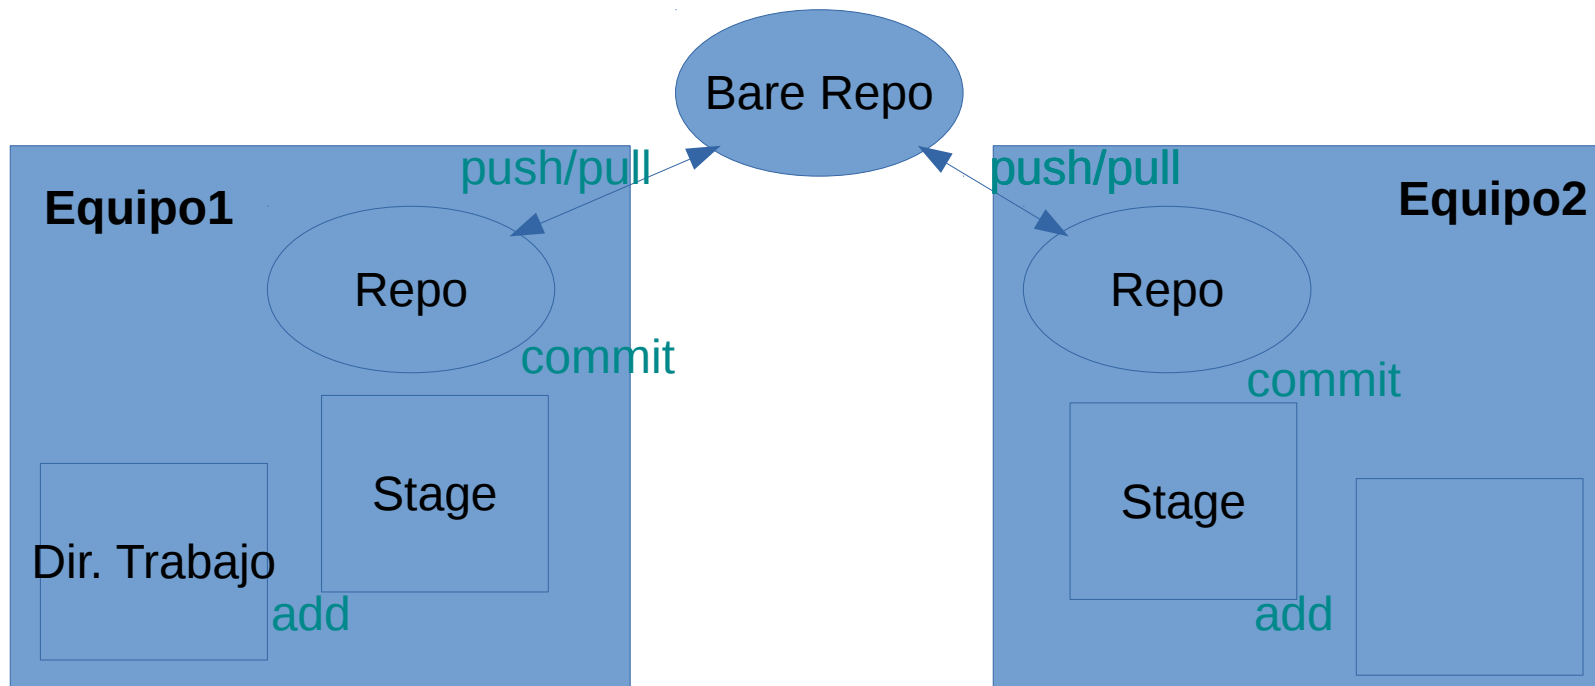 Bare Repo
push/pull
push/pull
Equipo1
Equipo2
Repo
Repo
commit
commit
Stage
Stage
Dir. Trabajo
add
add